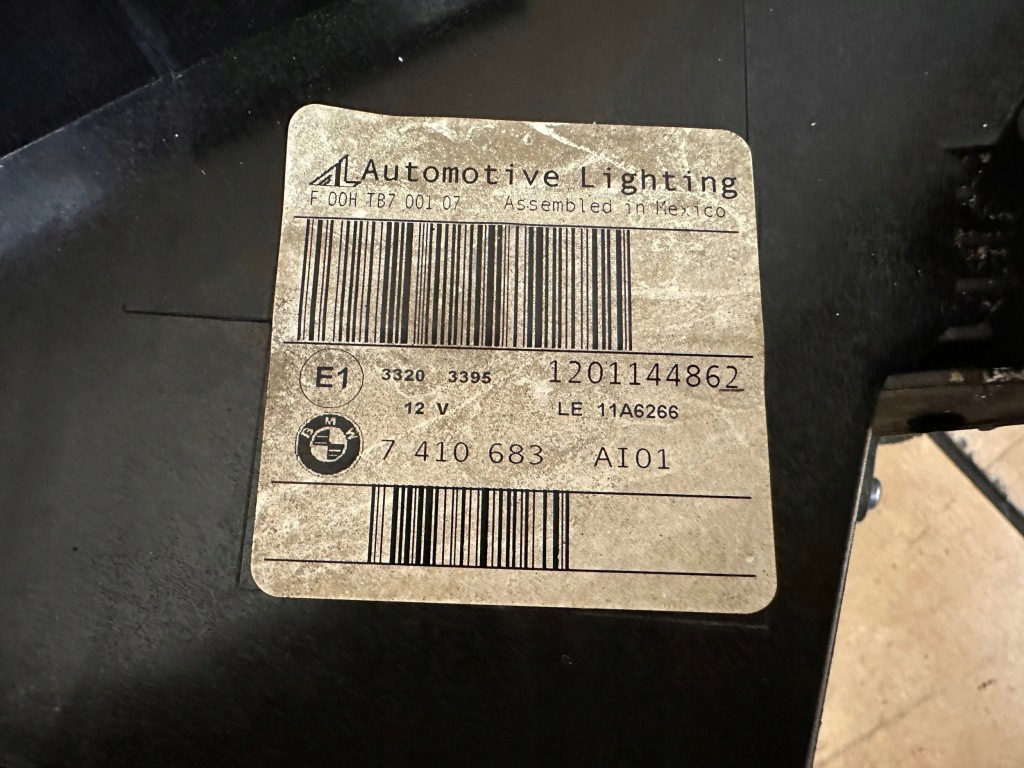 AL Automotive Lighting
F 00H TB7 001 07 Assembled in Mexico
E1 3320 3395 1201144862
12 V LE 11A6266
BMW 7 410 683 AI01